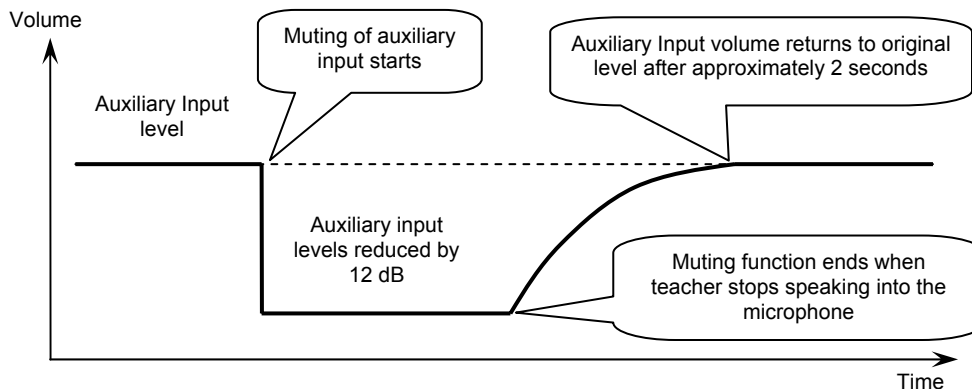 Volume
Muting of auxiliary
input starts
Auxiliary Input volume returns to original
level after approximately 2 seconds
Auxiliary Input
level
Auxiliary input
levels reduced by
12 dB
Muting function ends when
teacher stops speaking into the
microphone
Time